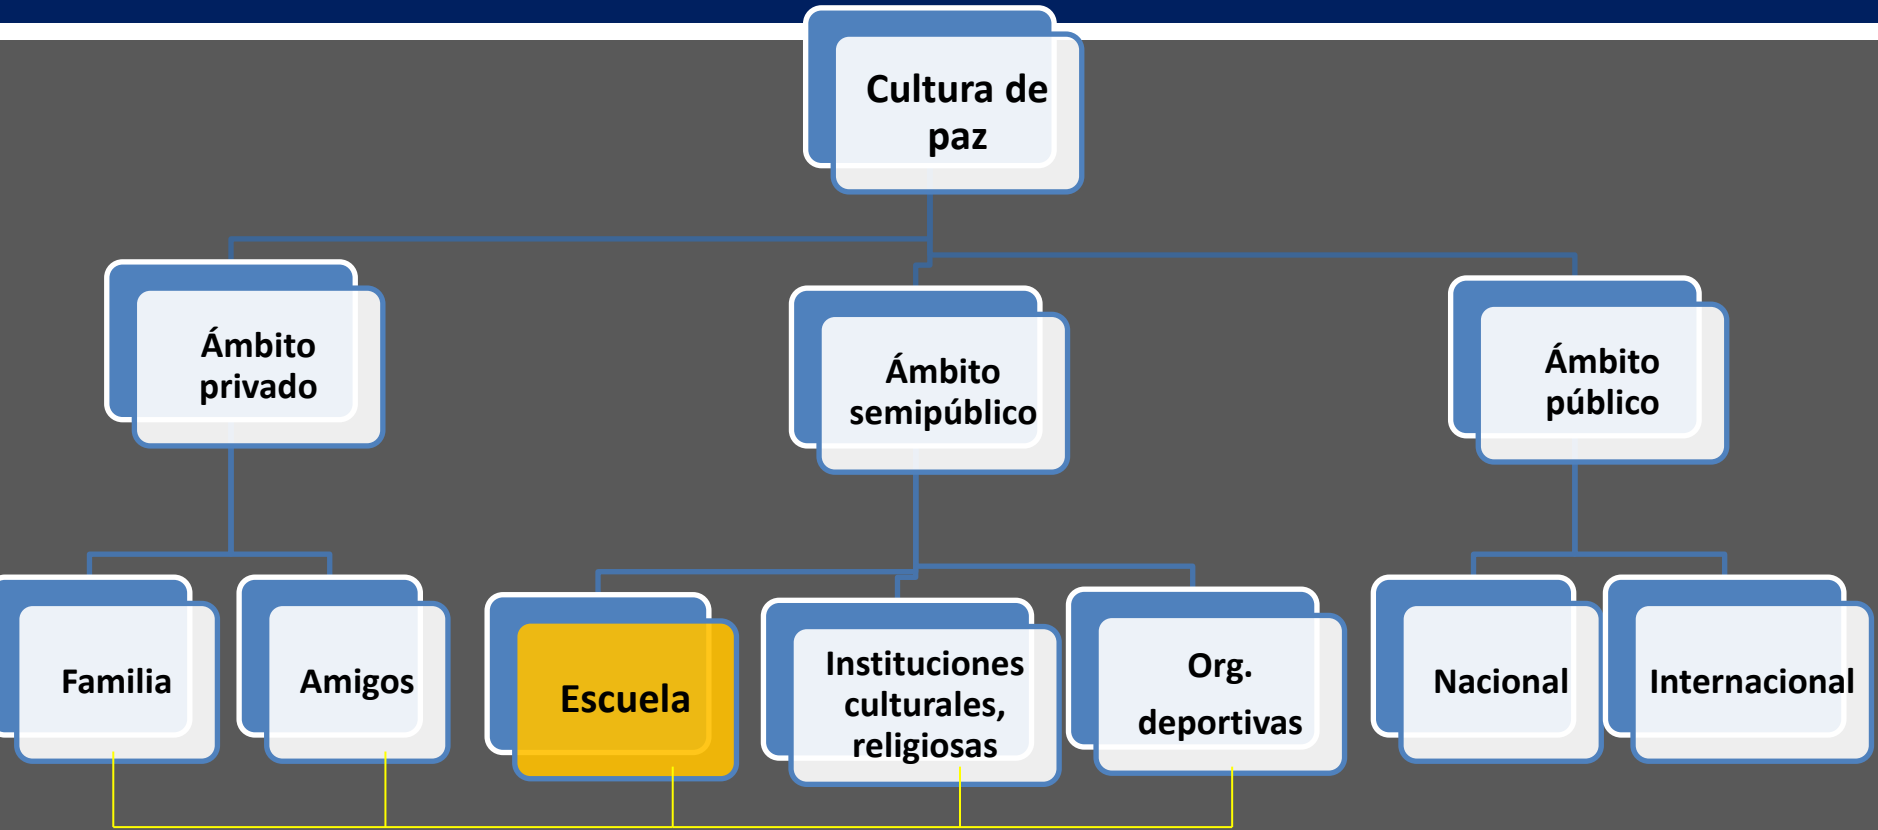 Cultura de
paz
Ámbito
privado
Ámbito
semipúblico
Ámbito
público
Familia
Amigos
Escuela
Instituciones
culturales,
religiosas
Org.
deportivas
Nacional
Internacional